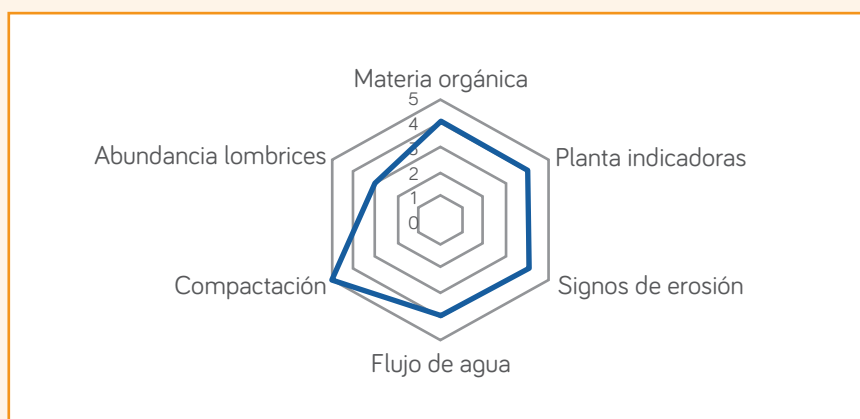 Materia orgánica
5
4
3
2
1
0
Abundancia lombrices
Planta indicadoras
Compactación
Signos de erosión
Flujo de agua